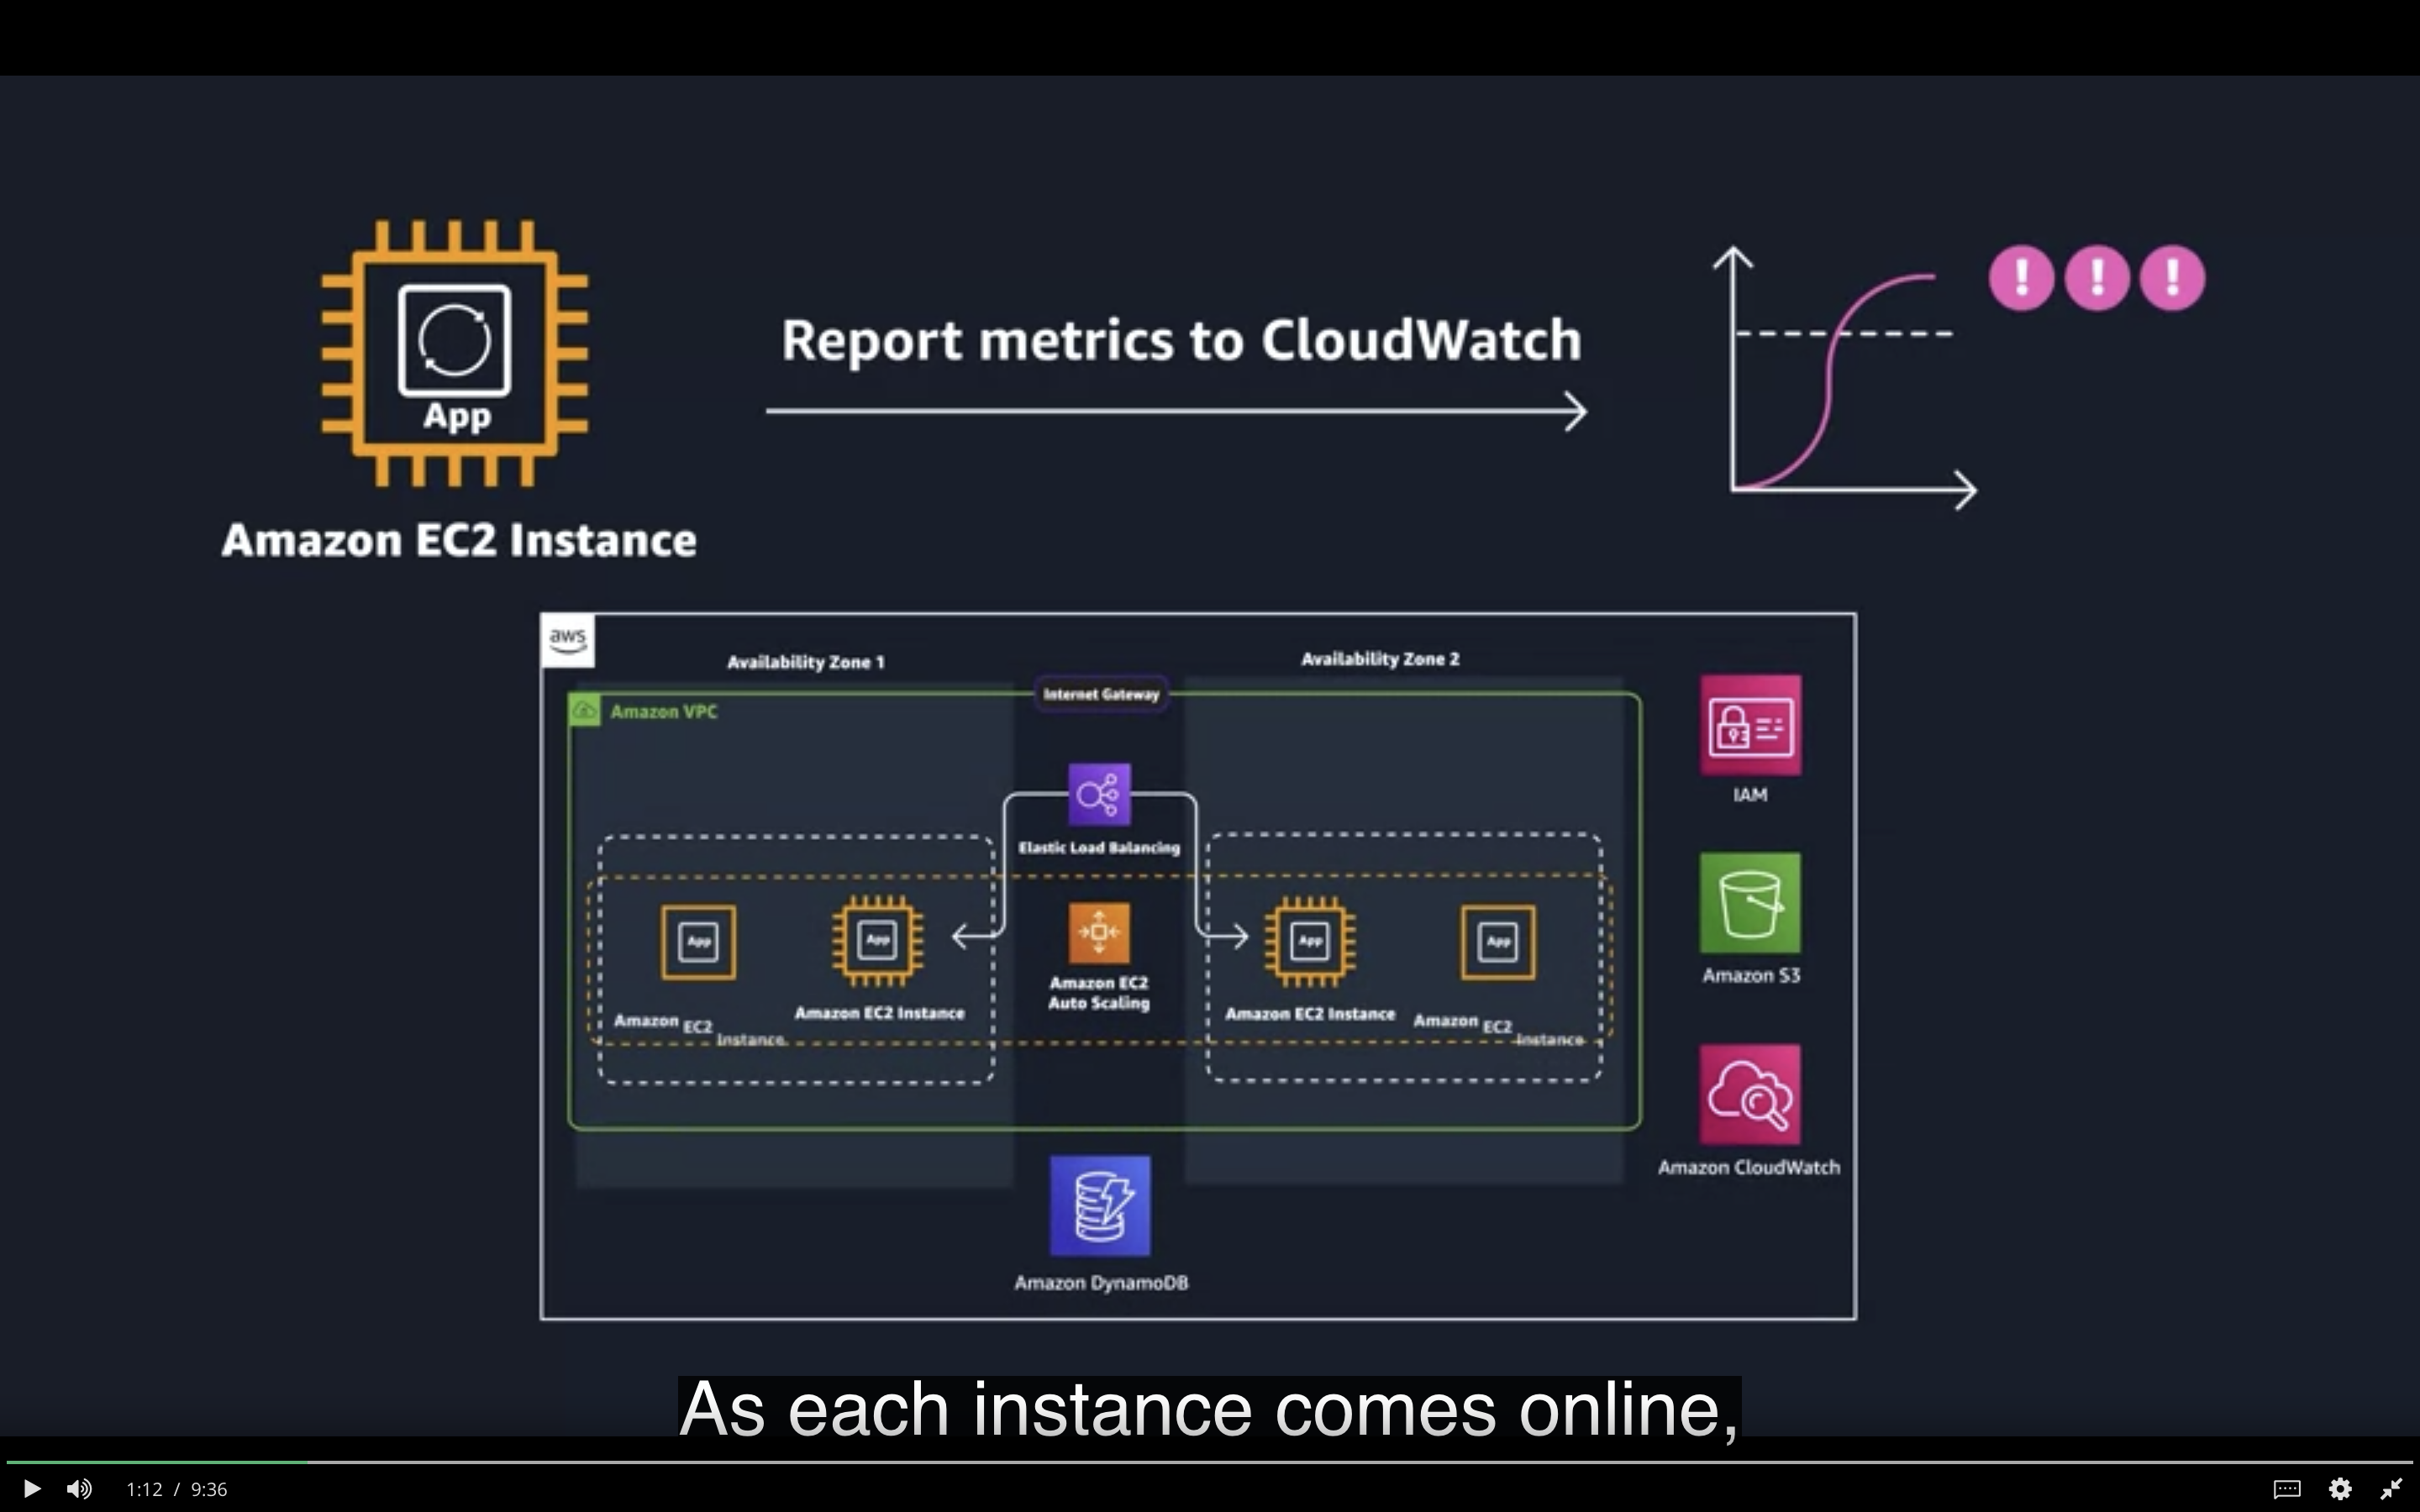 App
Report metrics to CloudWatch
! ! !
Amazon EC2 Instance
aws
Availability Zone 1
Availability Zone 2
Internet Gateway
Amazon VPC
IAM
Elastic Load Balancing
App
App
App
App
Amazon EC2
Auto Scaling
Amazon EC2 Instance
Amazon EC2 Instance
Amazon EC2 Instance
Amazon EC2 Instance
Amazon S3
Amazon CloudWatch
Amazon DynamoDB
As each instance comes online,
1:12 / 9:36